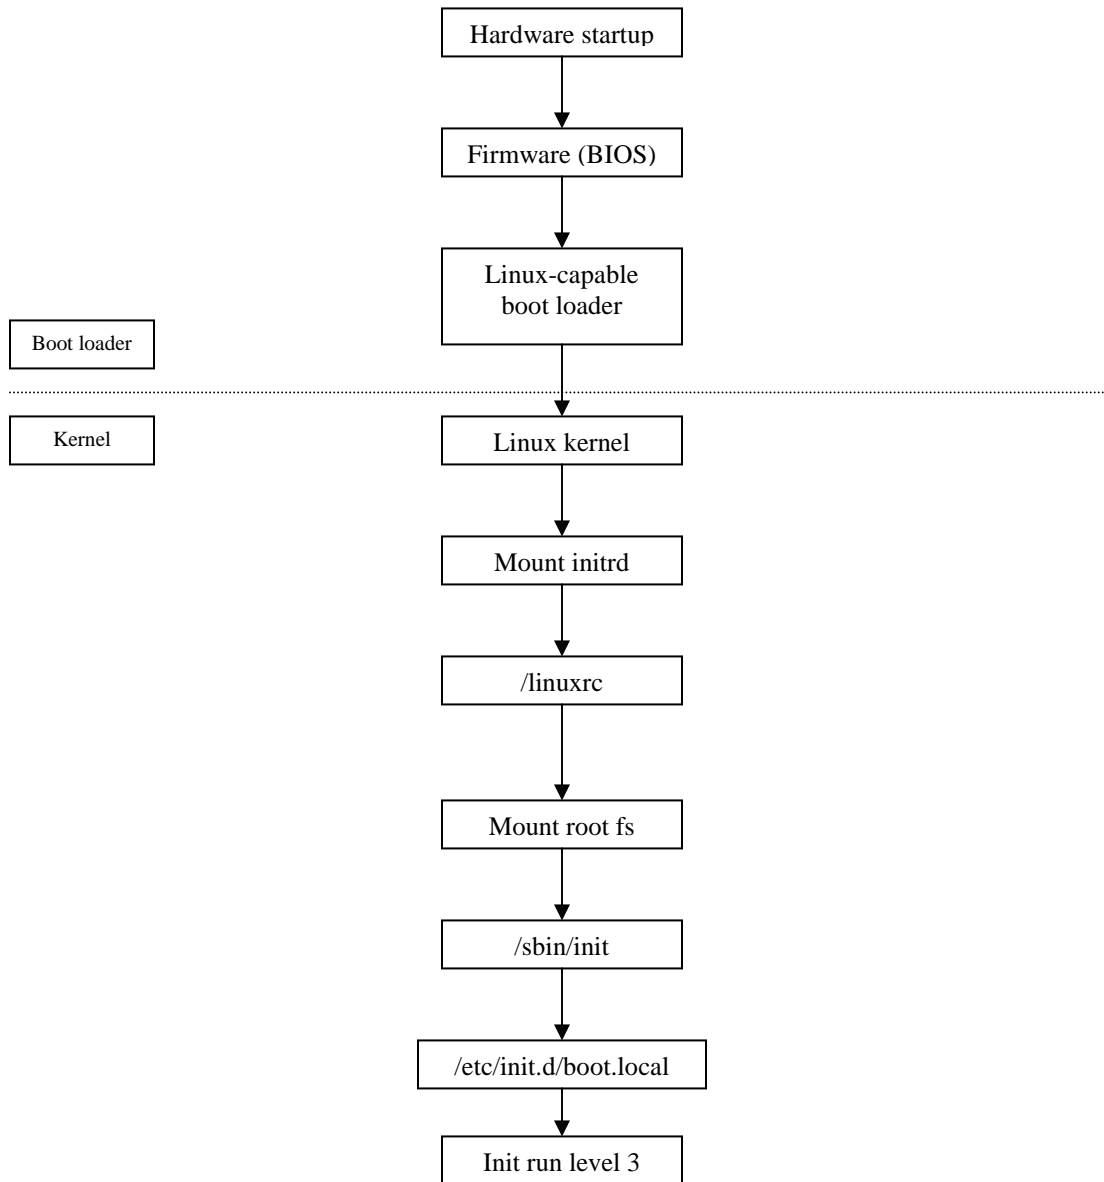 Hardware startup
Firmware (BIOS)
Linux-capable
boot loader
Boot loader
Kernel
Linux kernel
Mount initrd
/linuxrc
Mount root fs
/sbin/init
/etc/init.d/boot.local
Init run level 3